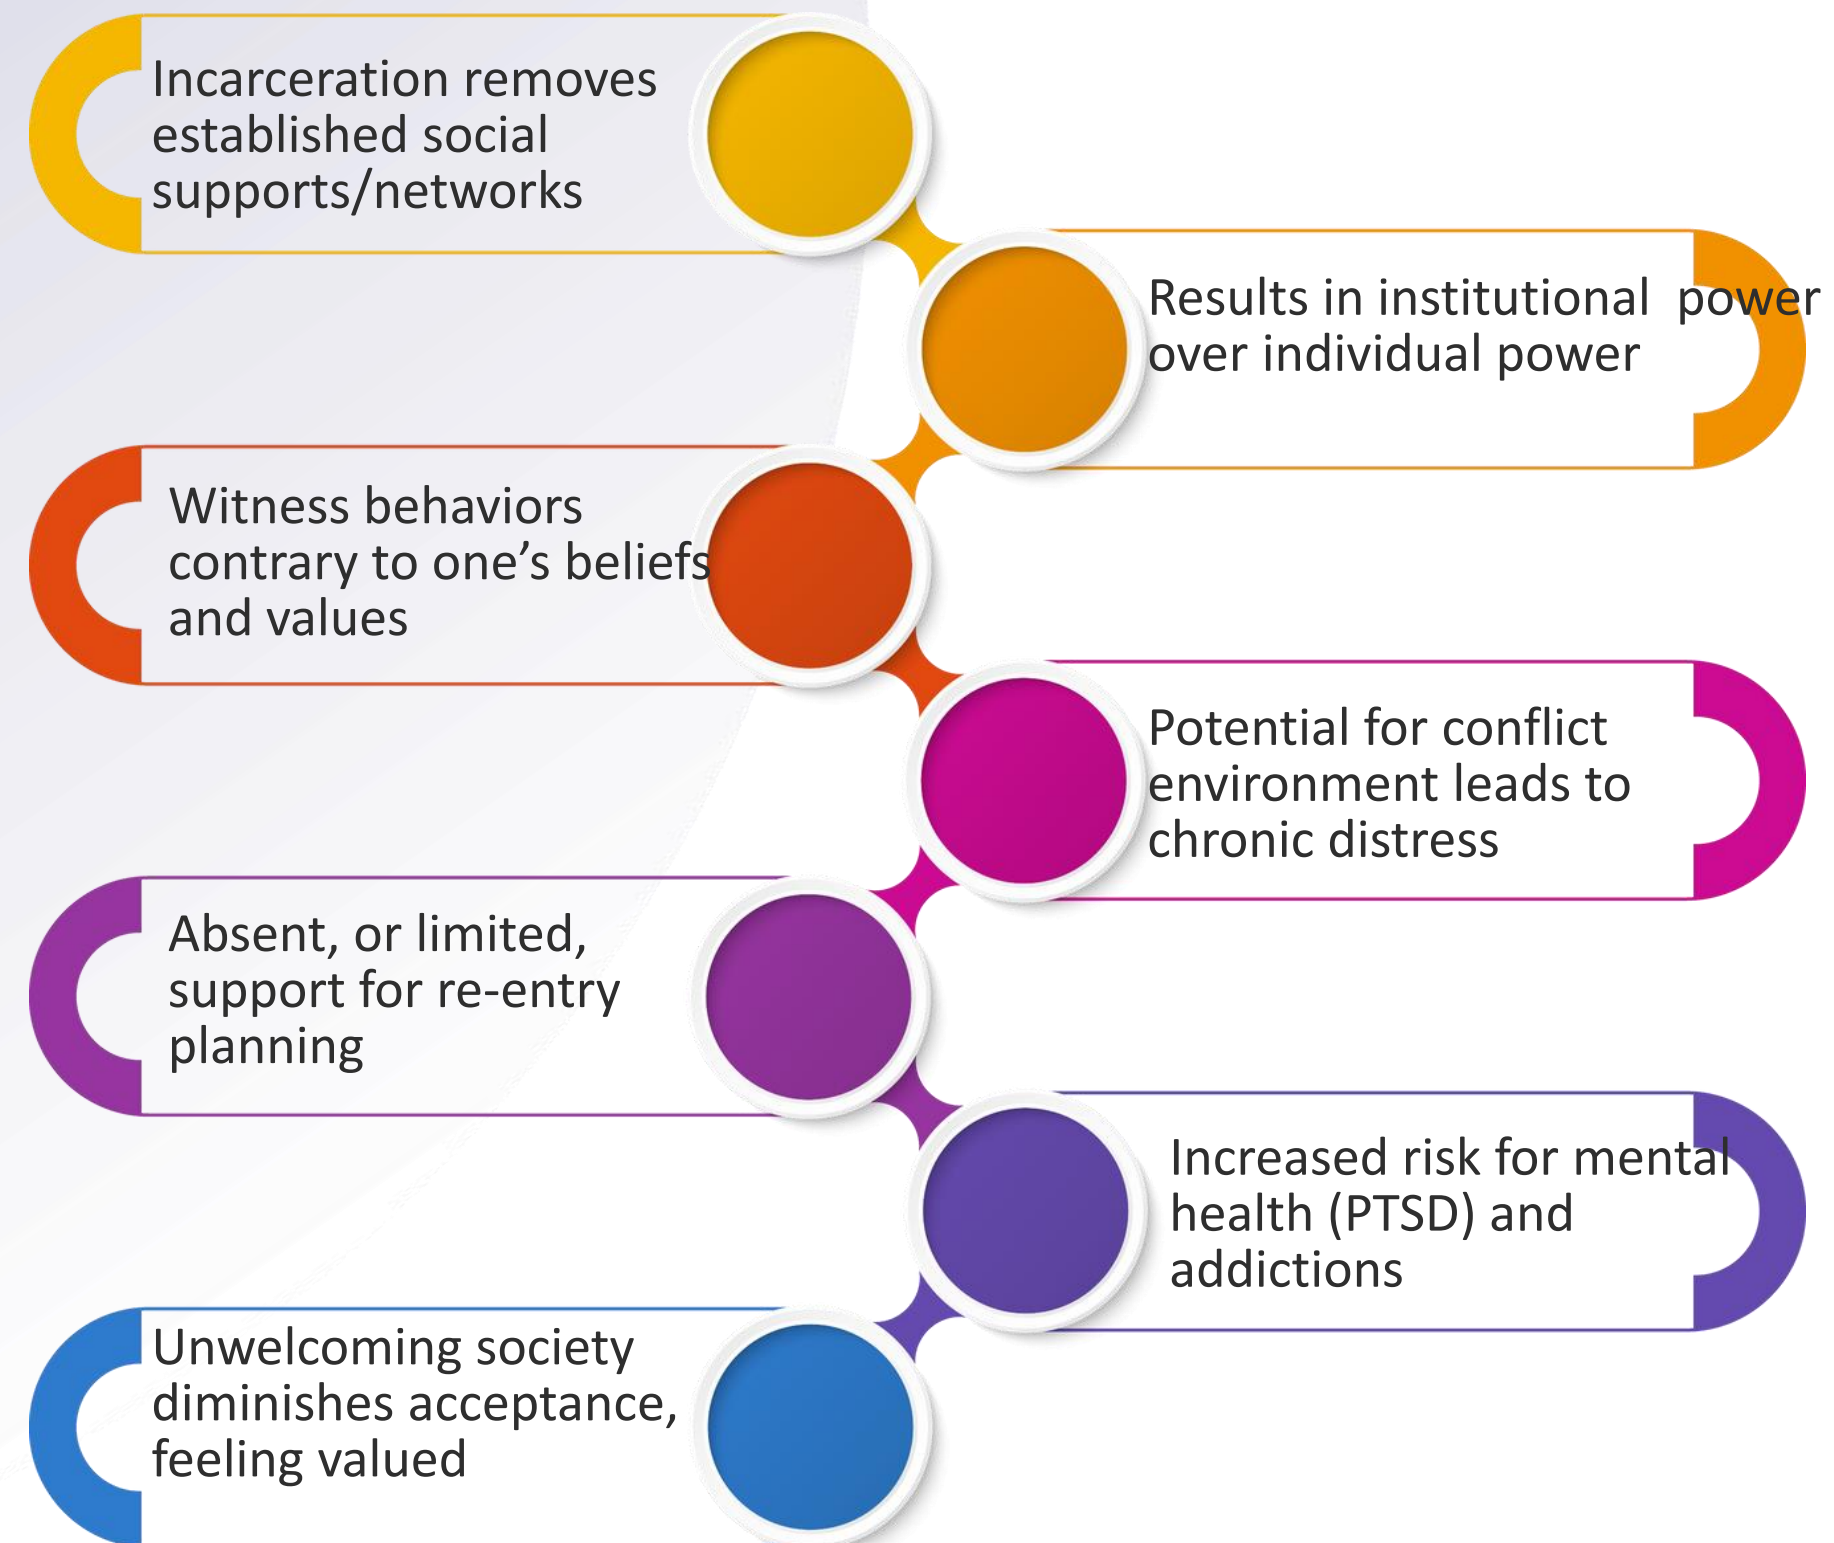 Incarceration removes
established social
supports/networks
Results in institutional  power
over individual power
Witness behaviors
contrary to one’s beliefs
and values
Potential for conflict
environment leads to
chronic distress
Absent, or limited,
support for re-entry
planning
Increased risk for mental
health (PTSD) and
addictions
Unwelcoming society
diminishes acceptance,
feeling valued